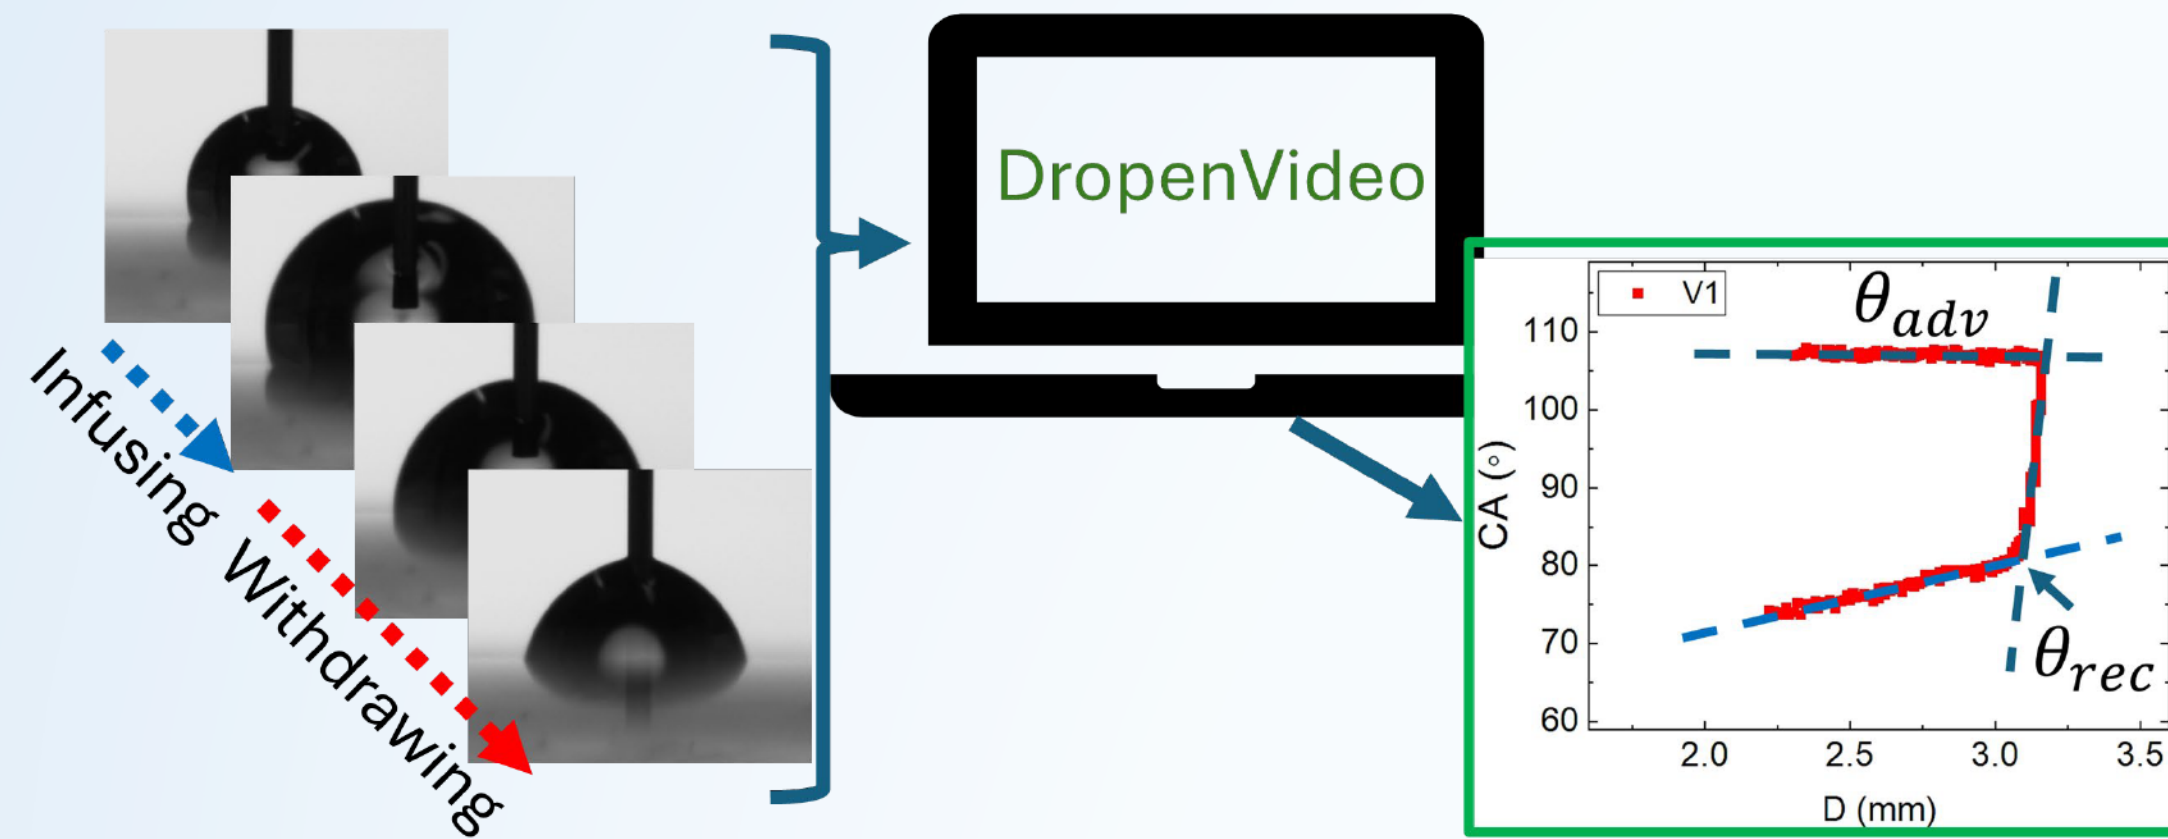 Infusing
Withdrawing
DropenVideo
V1
θadv
θrec
CA (°)
110
100
90
80
70
60
2.0 2.5 3.0 3.5
D (mm)